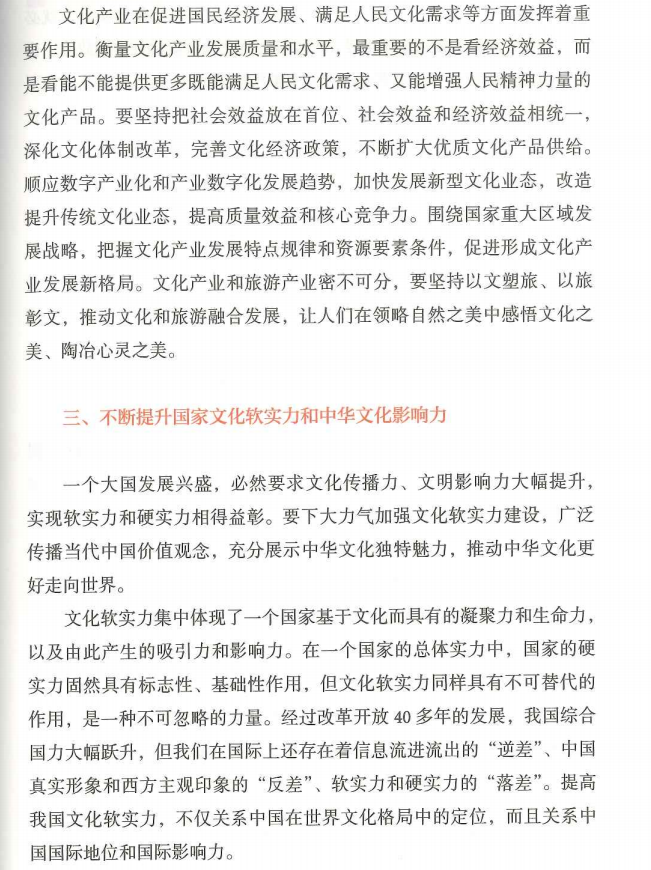 文化产业在促进国民经济发展、满足人民文化需求等方面发挥着重
要作用。衡量文化产业发展质量和水平，最重要的不是看经济效益，而
是看能不能提供更多既能满足人民文化需求、又能增强人民精神力量的
文化产品。要坚持把社会效益放在首位、社会效益和经济效益相统一，
深化文化体制改革，完善文化经济政策，不断扩大优质文化产品供给。
顺应数字产业化和产业数字化发展趋势，加快发展新型文化业态，改造
提升传统文化业态，提高质量效益和核心竞争力。围绕国家重大区域发
展战略，把握文化产业发展特点规律和资源要素条件，促进形成文化产
业发展新格局。文化产业和旅游产业密不可分，要坚持以文塑旅、以旅
彰文，推动文化和旅游融合发展，让人们在领略自然之美中感悟文化之
美、陶冶心灵之美。
三、不断提升国家文化软实力和中华文化影响力
一个大国发展兴盛，必然要求文化传播力、文明影响力大幅提升，
实现软实力和硬实力相得益彰。要下大力气加强文化软实力建设，广泛
传播当代中国价值观念，充分展示中华文化独特魅力，推动中华文化更
好走向世界。
文化软实力集中体现了一个国家基于文化而具有的凝聚力和生命力，
以及由此产生的吸引力和影响力。在一个国家的总体实力中，国家的硬
实力固然具有标志性、基础性作用，但文化软实力同样具有不可替代的
作用，是一种不可忽略的力量。经过改革开放 40 多年的发展，我国综合
国力大幅跃升，但我们在国际上还存在着信息流进流出的“逆差”、中国
真实形象和西方主观印象的“反差”、软实力和硬实力的“落差”。提高
我国文化软实力，不仅关系中国在世界文化格局中的定位，而且关系中
国国际地位和国际影响力。